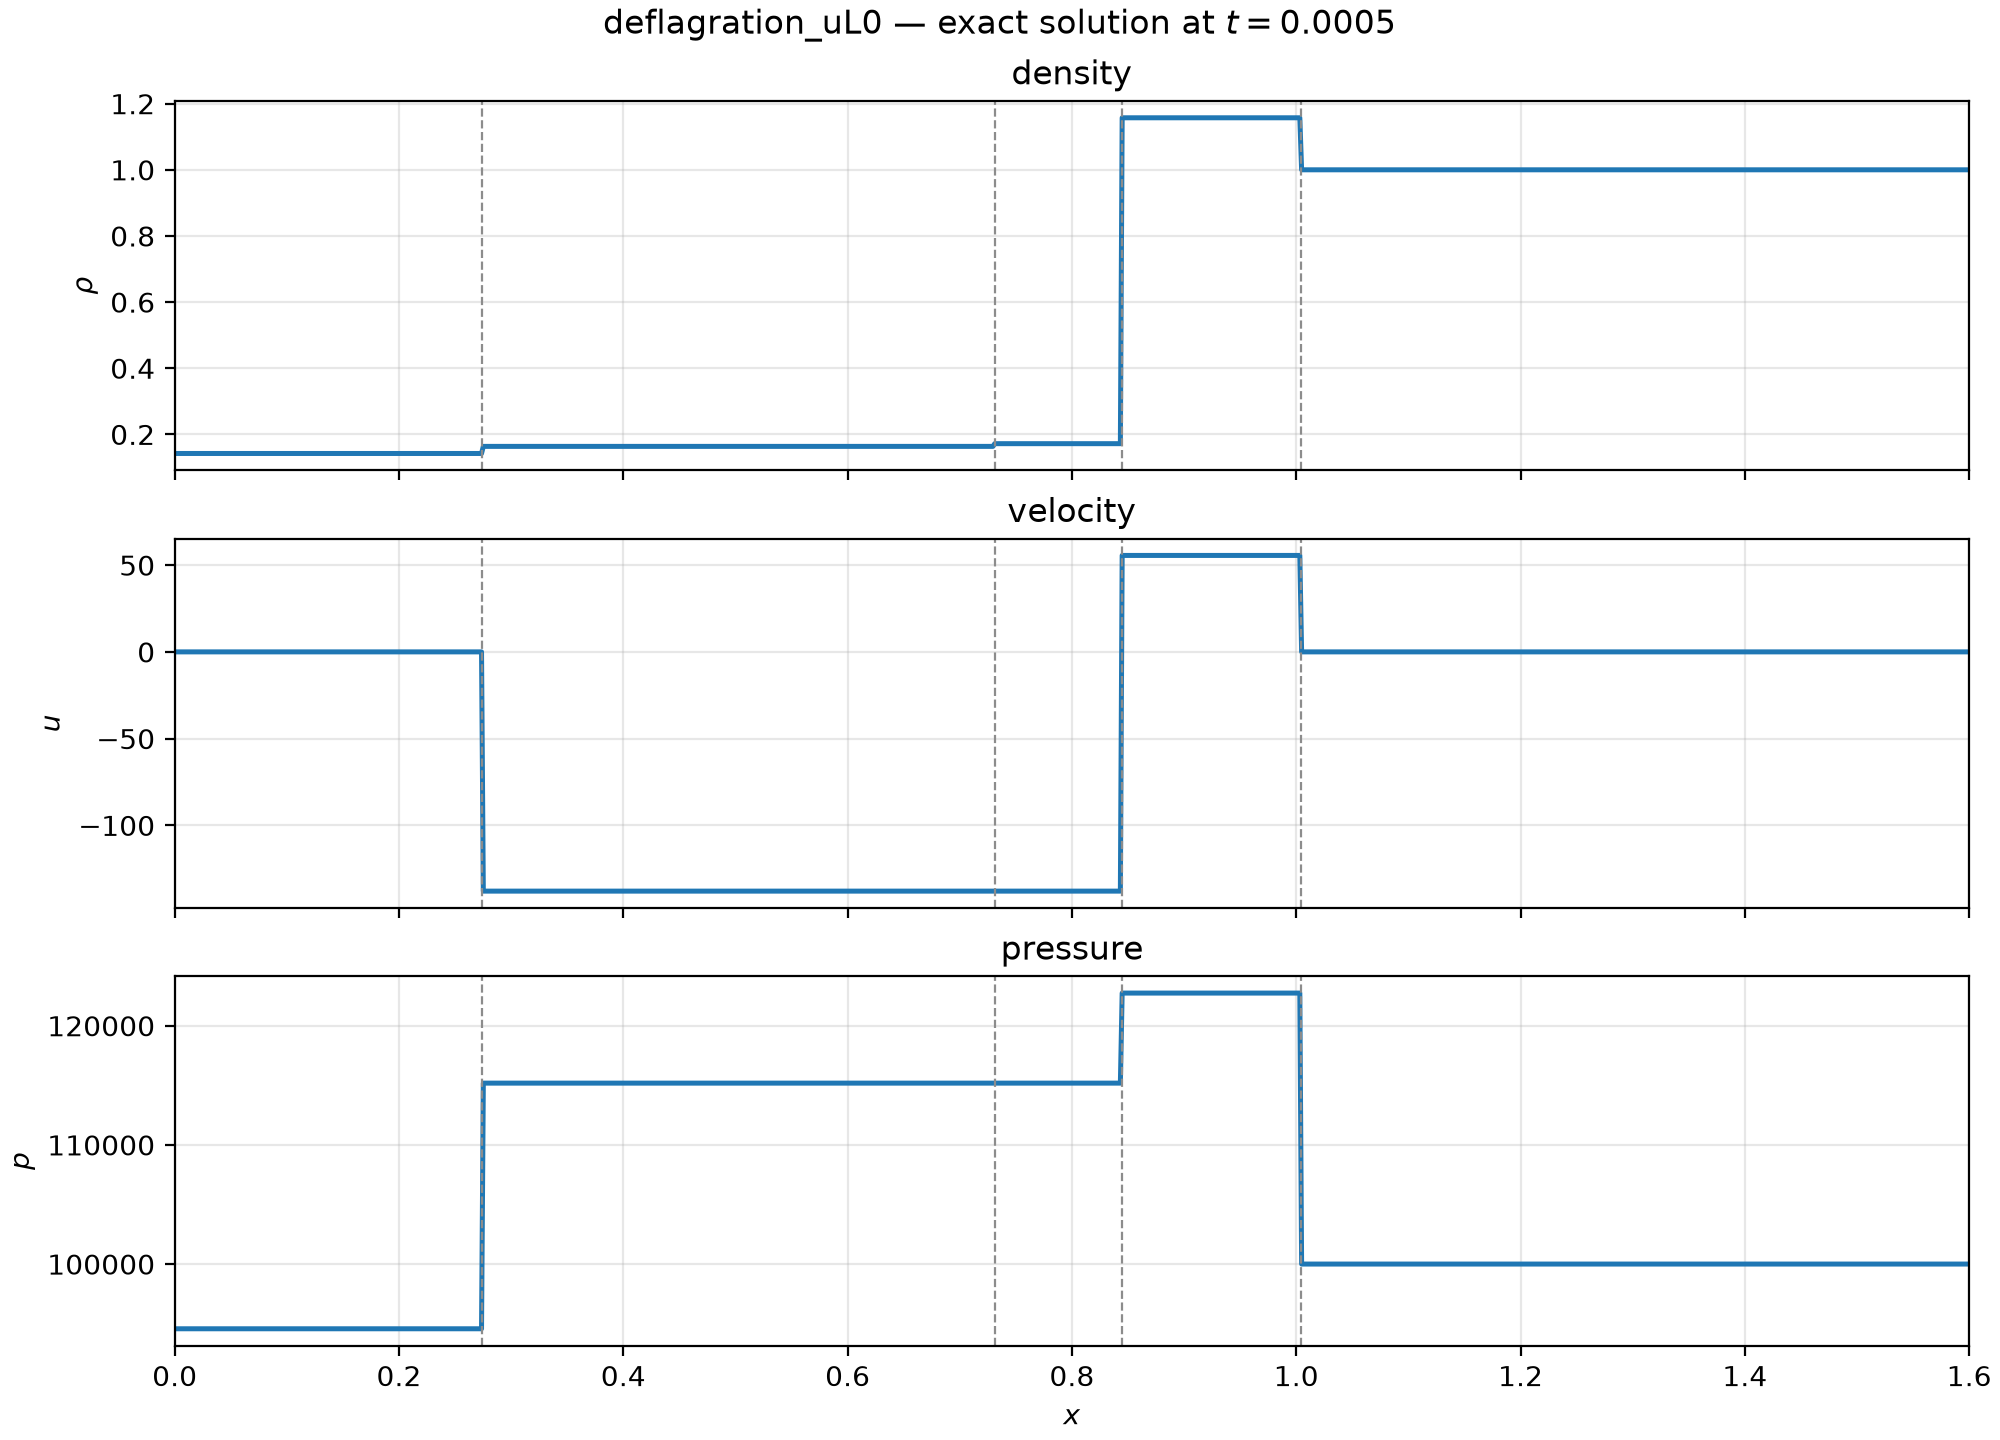 deflagration_uL0 — exact solution at t = 0.0005
density
1.2
1.0
0.8
0.6
0.4
0.2
ρ
velocity
50
0
−50
−100
u
pressure
120000
110000
100000
p
0.0 0.2 0.4 0.6 0.8 1.0 1.2 1.4 1.6
x